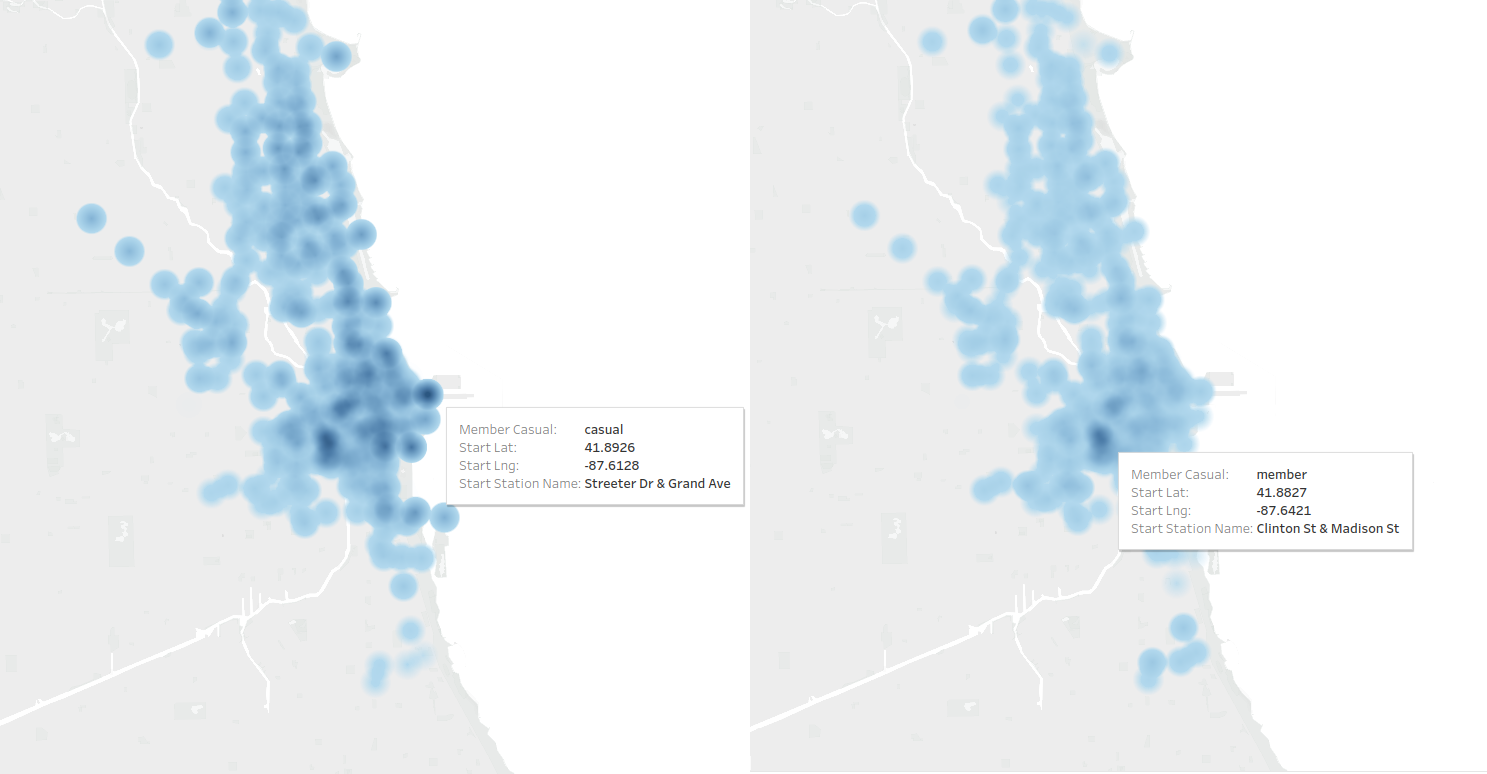 Member Casual: casual
Start Lat: 41.8926
Start Lng: -87.6128
Start Station Name: Streeter Dr & Grand Ave
Member Casual: member
Start Lat: 41.8827
Start Lng: -87.6421
Start Station Name: Clinton St & Madison St